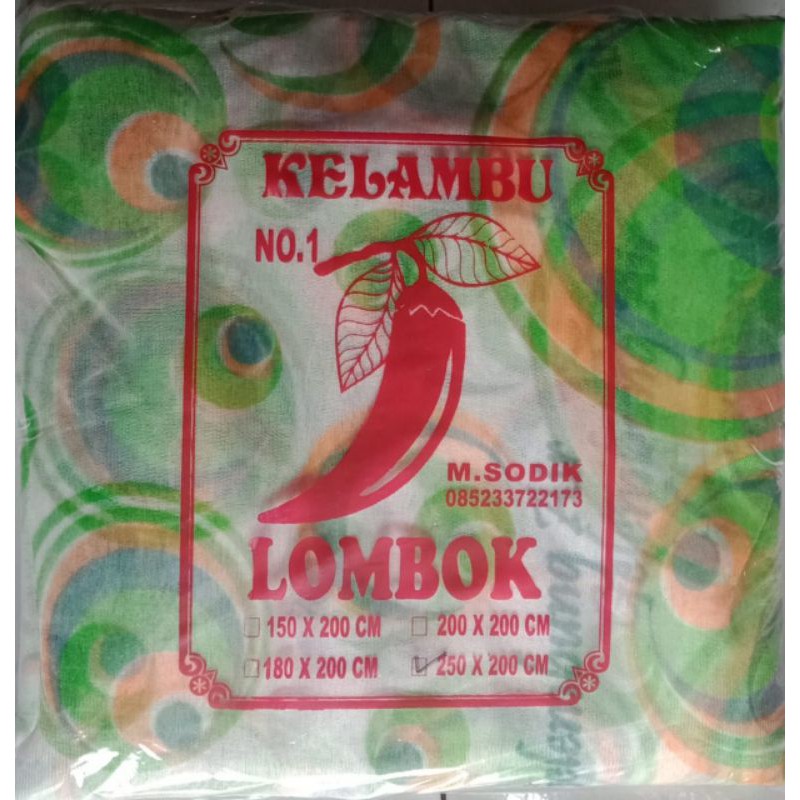 KELAMBU
NO.1
M.SODIK
085233722173
LOMBOK
150 X 200 CM
200 X 200 CM
180 X 200 CM
250 X 200 CM